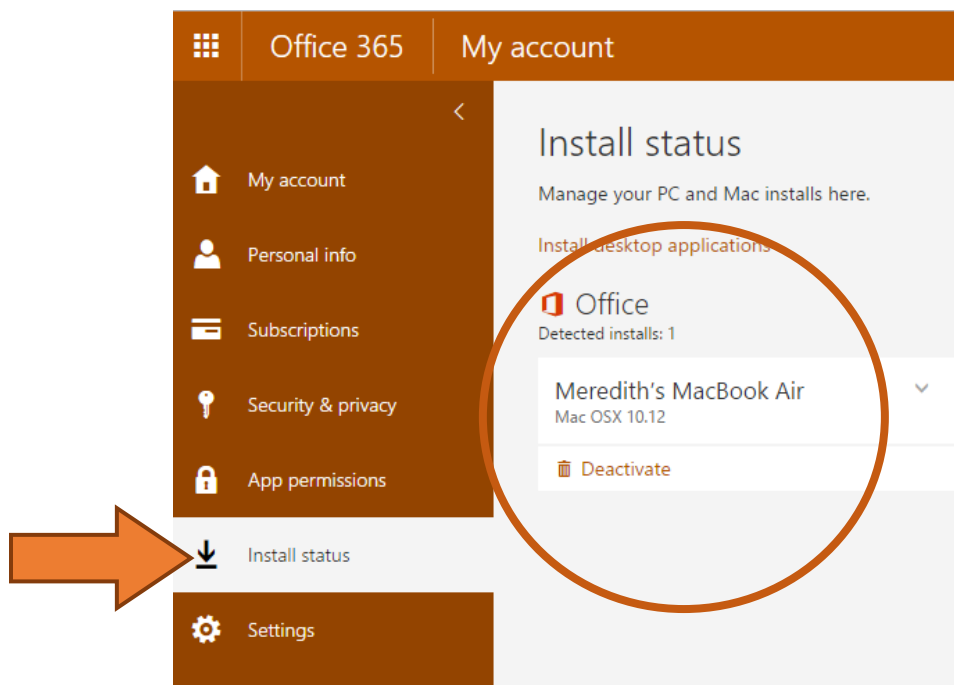 Office 365
My account
My account
Personal info
Subscriptions
Security & privacy
App permissions
Install status
Settings
Install status
Manage your PC and Mac installs here.
Install desktop applications
Office
Detected installs: 1
Meredith's MacBook Air
Mac OSX 10.12
Deactivate